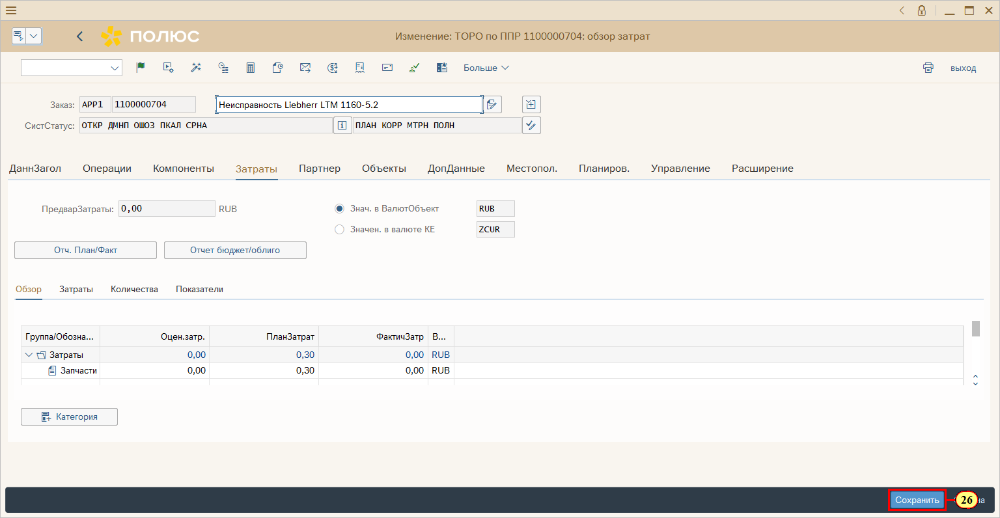 ПОЛЮС
Изменение: ТОРО по ППР 1100000704: обзор затрат
Больше
выход
Заказ: APP1 1100000704 Неисправность Liebherr LTM 1160-5.2
СистСтатус: ОТКР ДМНП ОШОЗ ПКАЛ СРНА ПЛАН КОРР МТРН ПОЛН
ДаннЗагол Операции Компоненты Затраты Партнер Объекты ДопДанные Местопол. Планиров. Управление Расширение
ПредварЗатраты: 0,00 RUB Знач. в ВалютОбъект RUB
Значен. в валюте КЕ ZCUR
Отч. План/Факт Отчет бюджет/облиго
Обзор Затраты Количества Показатели
Группа/Обозна... Оцен.затр. ПланЗатрат ФактичЗатр В...
Затраты 0,00 0,30 0,00 RUB
Запчасти 0,00 0,30 0,00 RUB
Категория
Сохранить 26